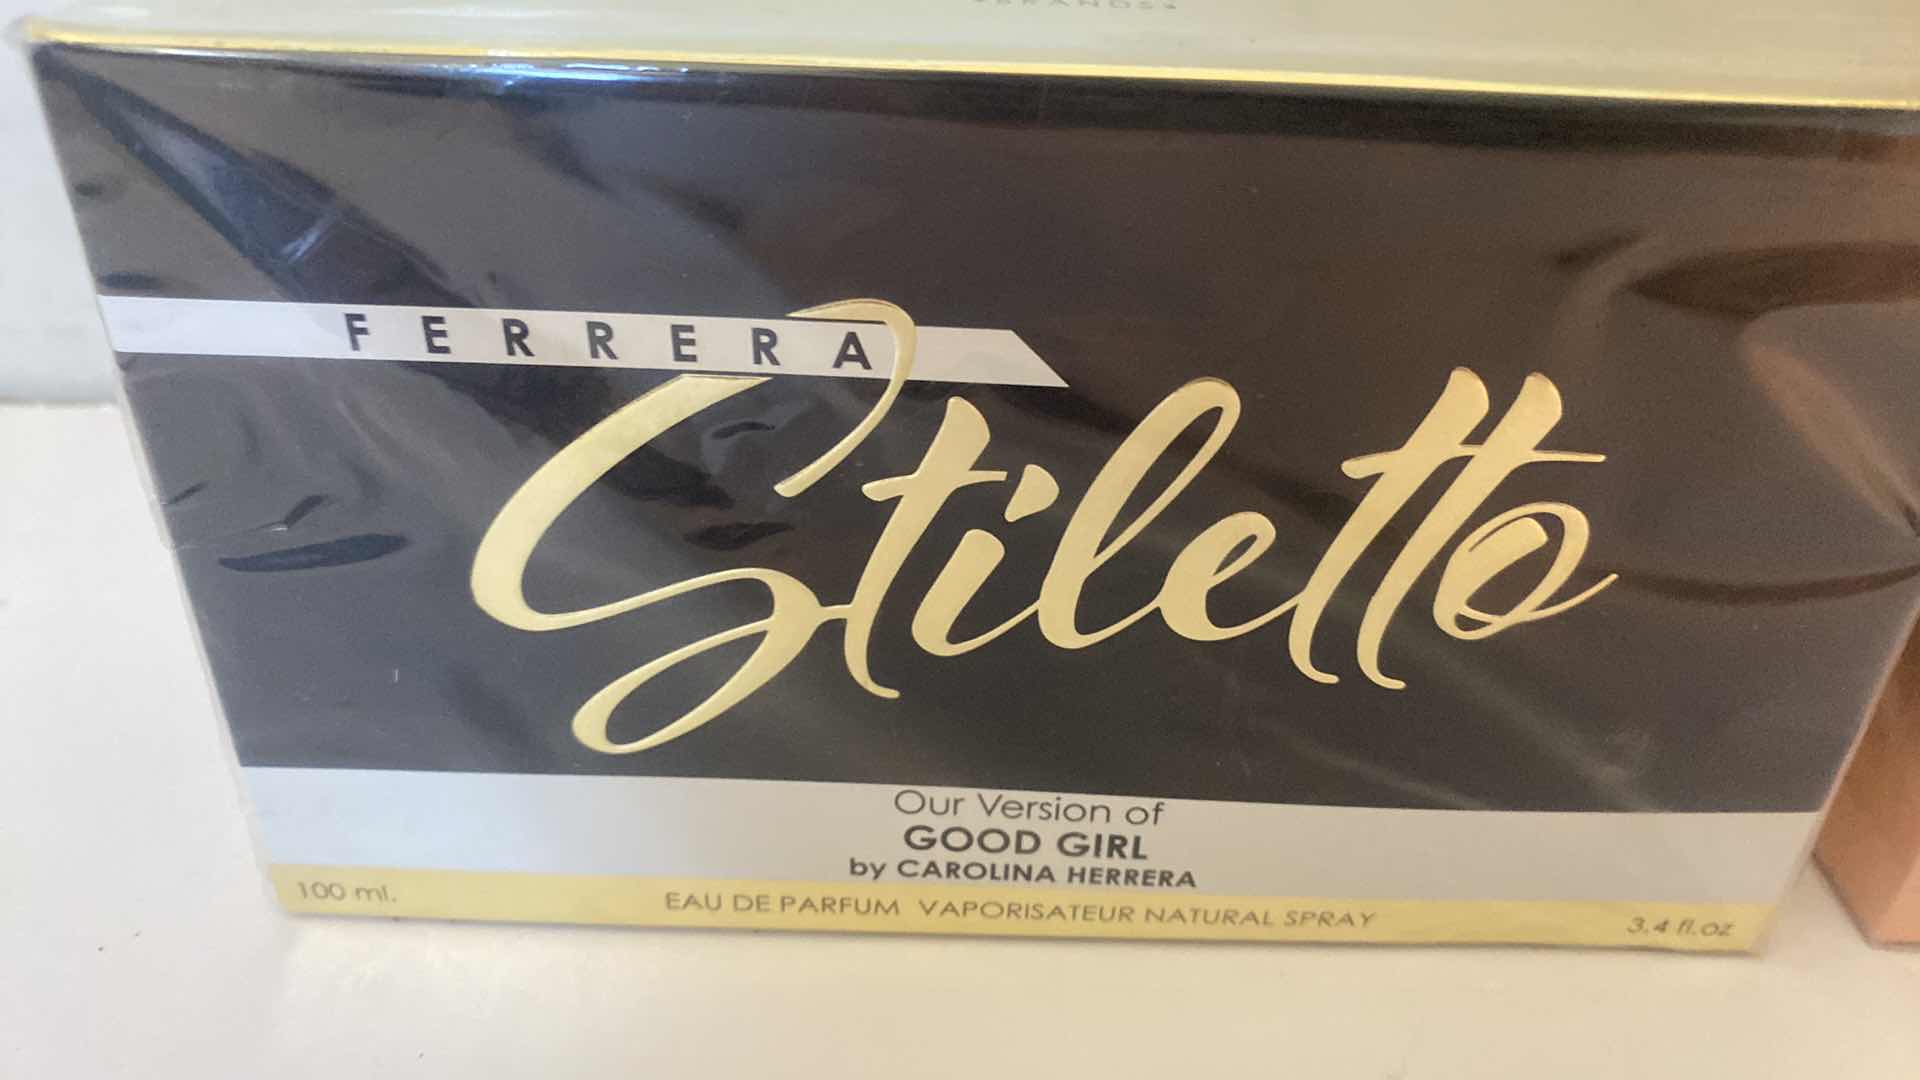 •BRANDS•
FERRERA
Stiletto
Our Version of
GOOD GIRL
by CAROLINA HERRERA
100 ml.
EAU DE PARFUM VAPORISATEUR NATURAL SPRAY
3.4 fl.oz